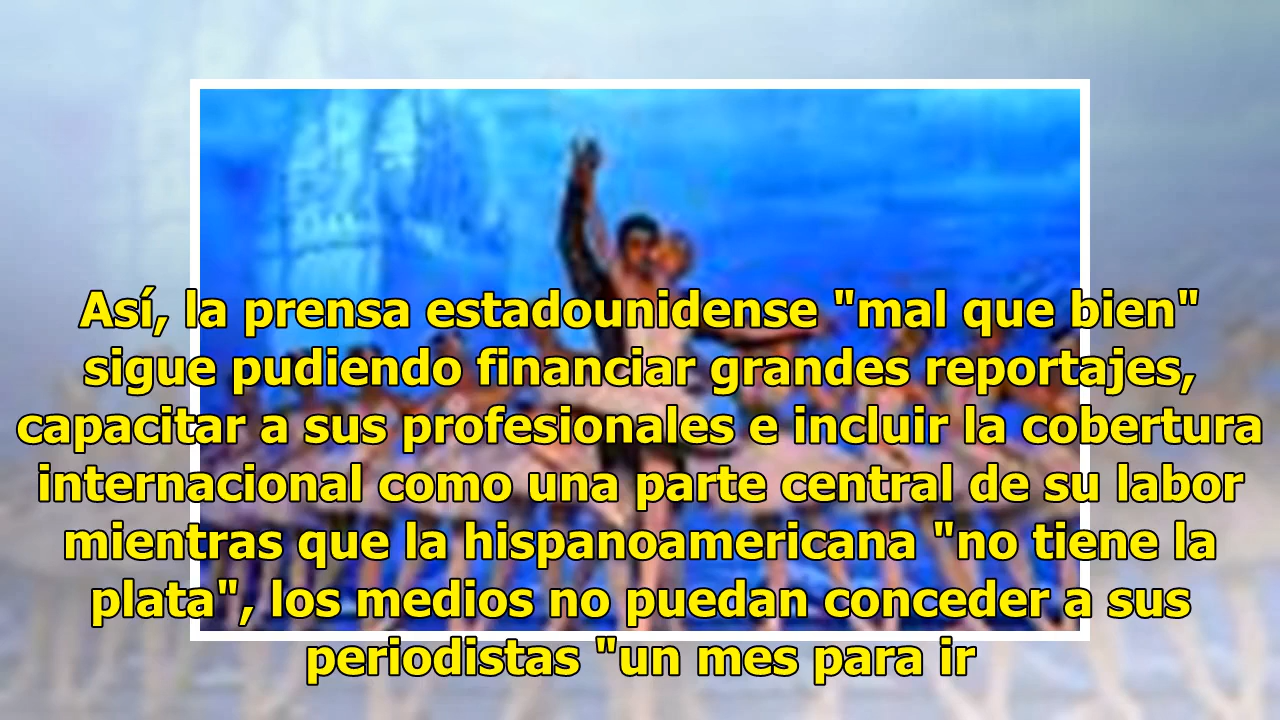 Así, la prensa estadounidense "mal que bien"
sigue pudiendo financiar grandes reportajes,
capacitar a sus profesionales e incluir la cobertura
internacional como una parte central de su labor
mientras que la hispanoamericana "no tiene la
plata", los medios no puedan conceder a sus
periodistas "un mes para ir